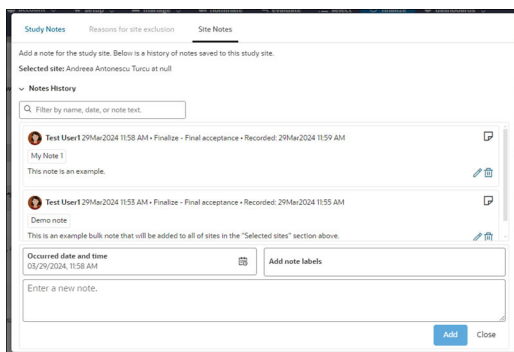 Study Notes Reasons for site exclusion Site Notes
Add a note for the study site. Below is a history of notes saved to this study site.
Selected site: Andreea Antonescu Turcu at null
Notes History
Filter by name, date, or note text.
Test User1 29Mar2024 11:58 AM • Finalize - Final acceptance • Recorded: 29Mar2024 11:59 AM
My Note 1
This note is an example.
Test User1 29Mar2024 11:53 AM • Finalize - Final acceptance • Recorded: 29Mar2024 11:55 AM
Demo note
This is an example bulk note that will be added to all of sites in the "Selected sites" section above.
Occurred date and time
03/29/2024, 11:58 AM
Add note labels
Enter a new note.
Add Close